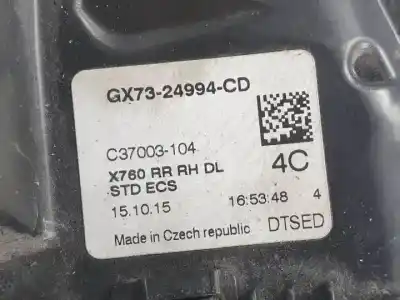 GX73-24994-CD
C37003-104
X760 RR RH DL
STD ECS
4C
15.10.15 16:53:48 4
Made in Czech republic DTSED